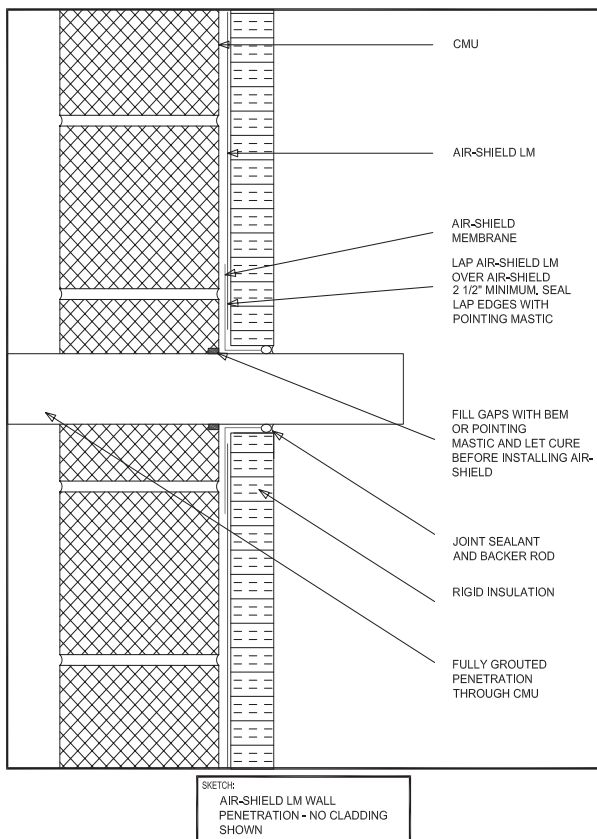 CMU
AIR-SHIELD LM
AIR-SHIELD
MEMBRANE
LAP AIR-SHIELD LM
OVER AIR-SHIELD
2 1/2" MINIMUM, SEAL
LAP EDGES WITH
POINTING MASTIC
FILL GAPS WITH BEM
OR POINTING
MASTIC AND LET CURE
BEFORE INSTALLING AIR-
SHIELD
JOINT SEALANT
AND BACKER ROD
RIGID INSULATION
FULLY GROUTED
PENETRATION
THROUGH CMU
SKETCH:
AIR-SHIELD LM WALL
PENETRATION - NO CLADDING
SHOWN